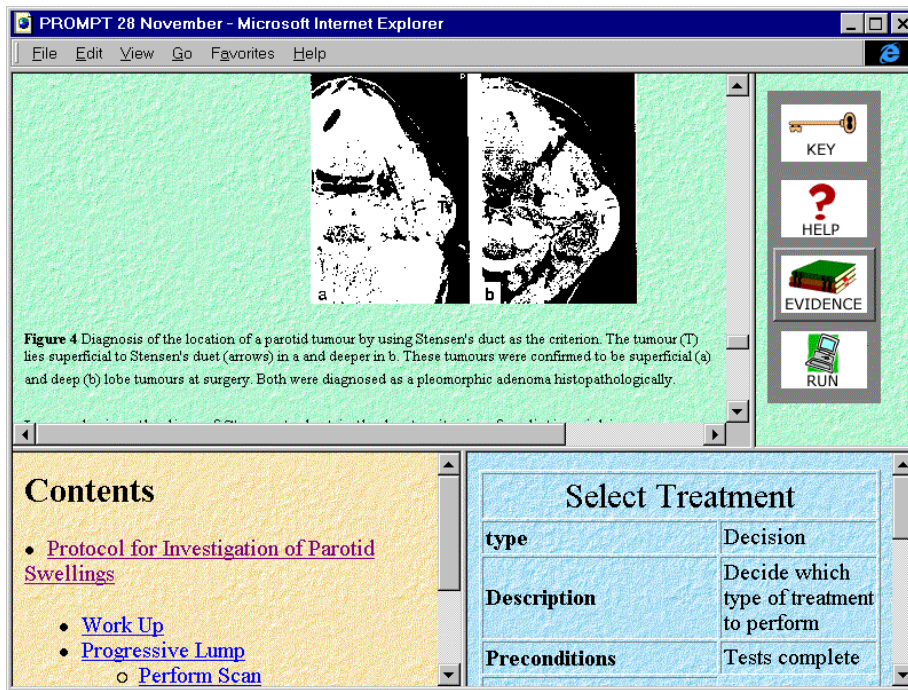 PROMPT 28 November - Microsoft Internet Explorer
File Edit View Go Favorites Help
a
b
T
KEY
HELP
EVIDENCE
RUN
Figure 4 Diagnosis of the location of a parotid tumour by using Stensen's duct as the criterion. The tumour (T)
lies superficial to Stensen's duet (arrows) in a and deeper in b. These tumours were confirmed to be superficial (a)
and deep (b) lobe tumours at surgery. Both were diagnosed as a pleomorphic adenoma histopathologically.
Contents
• Protocol for Investigation of Parotid
Swellings
• Work Up
• Progressive Lump
o Perform Scan
Select Treatment
type Decision
Description Decide which
type of treatment
to perform
Preconditions Tests complete